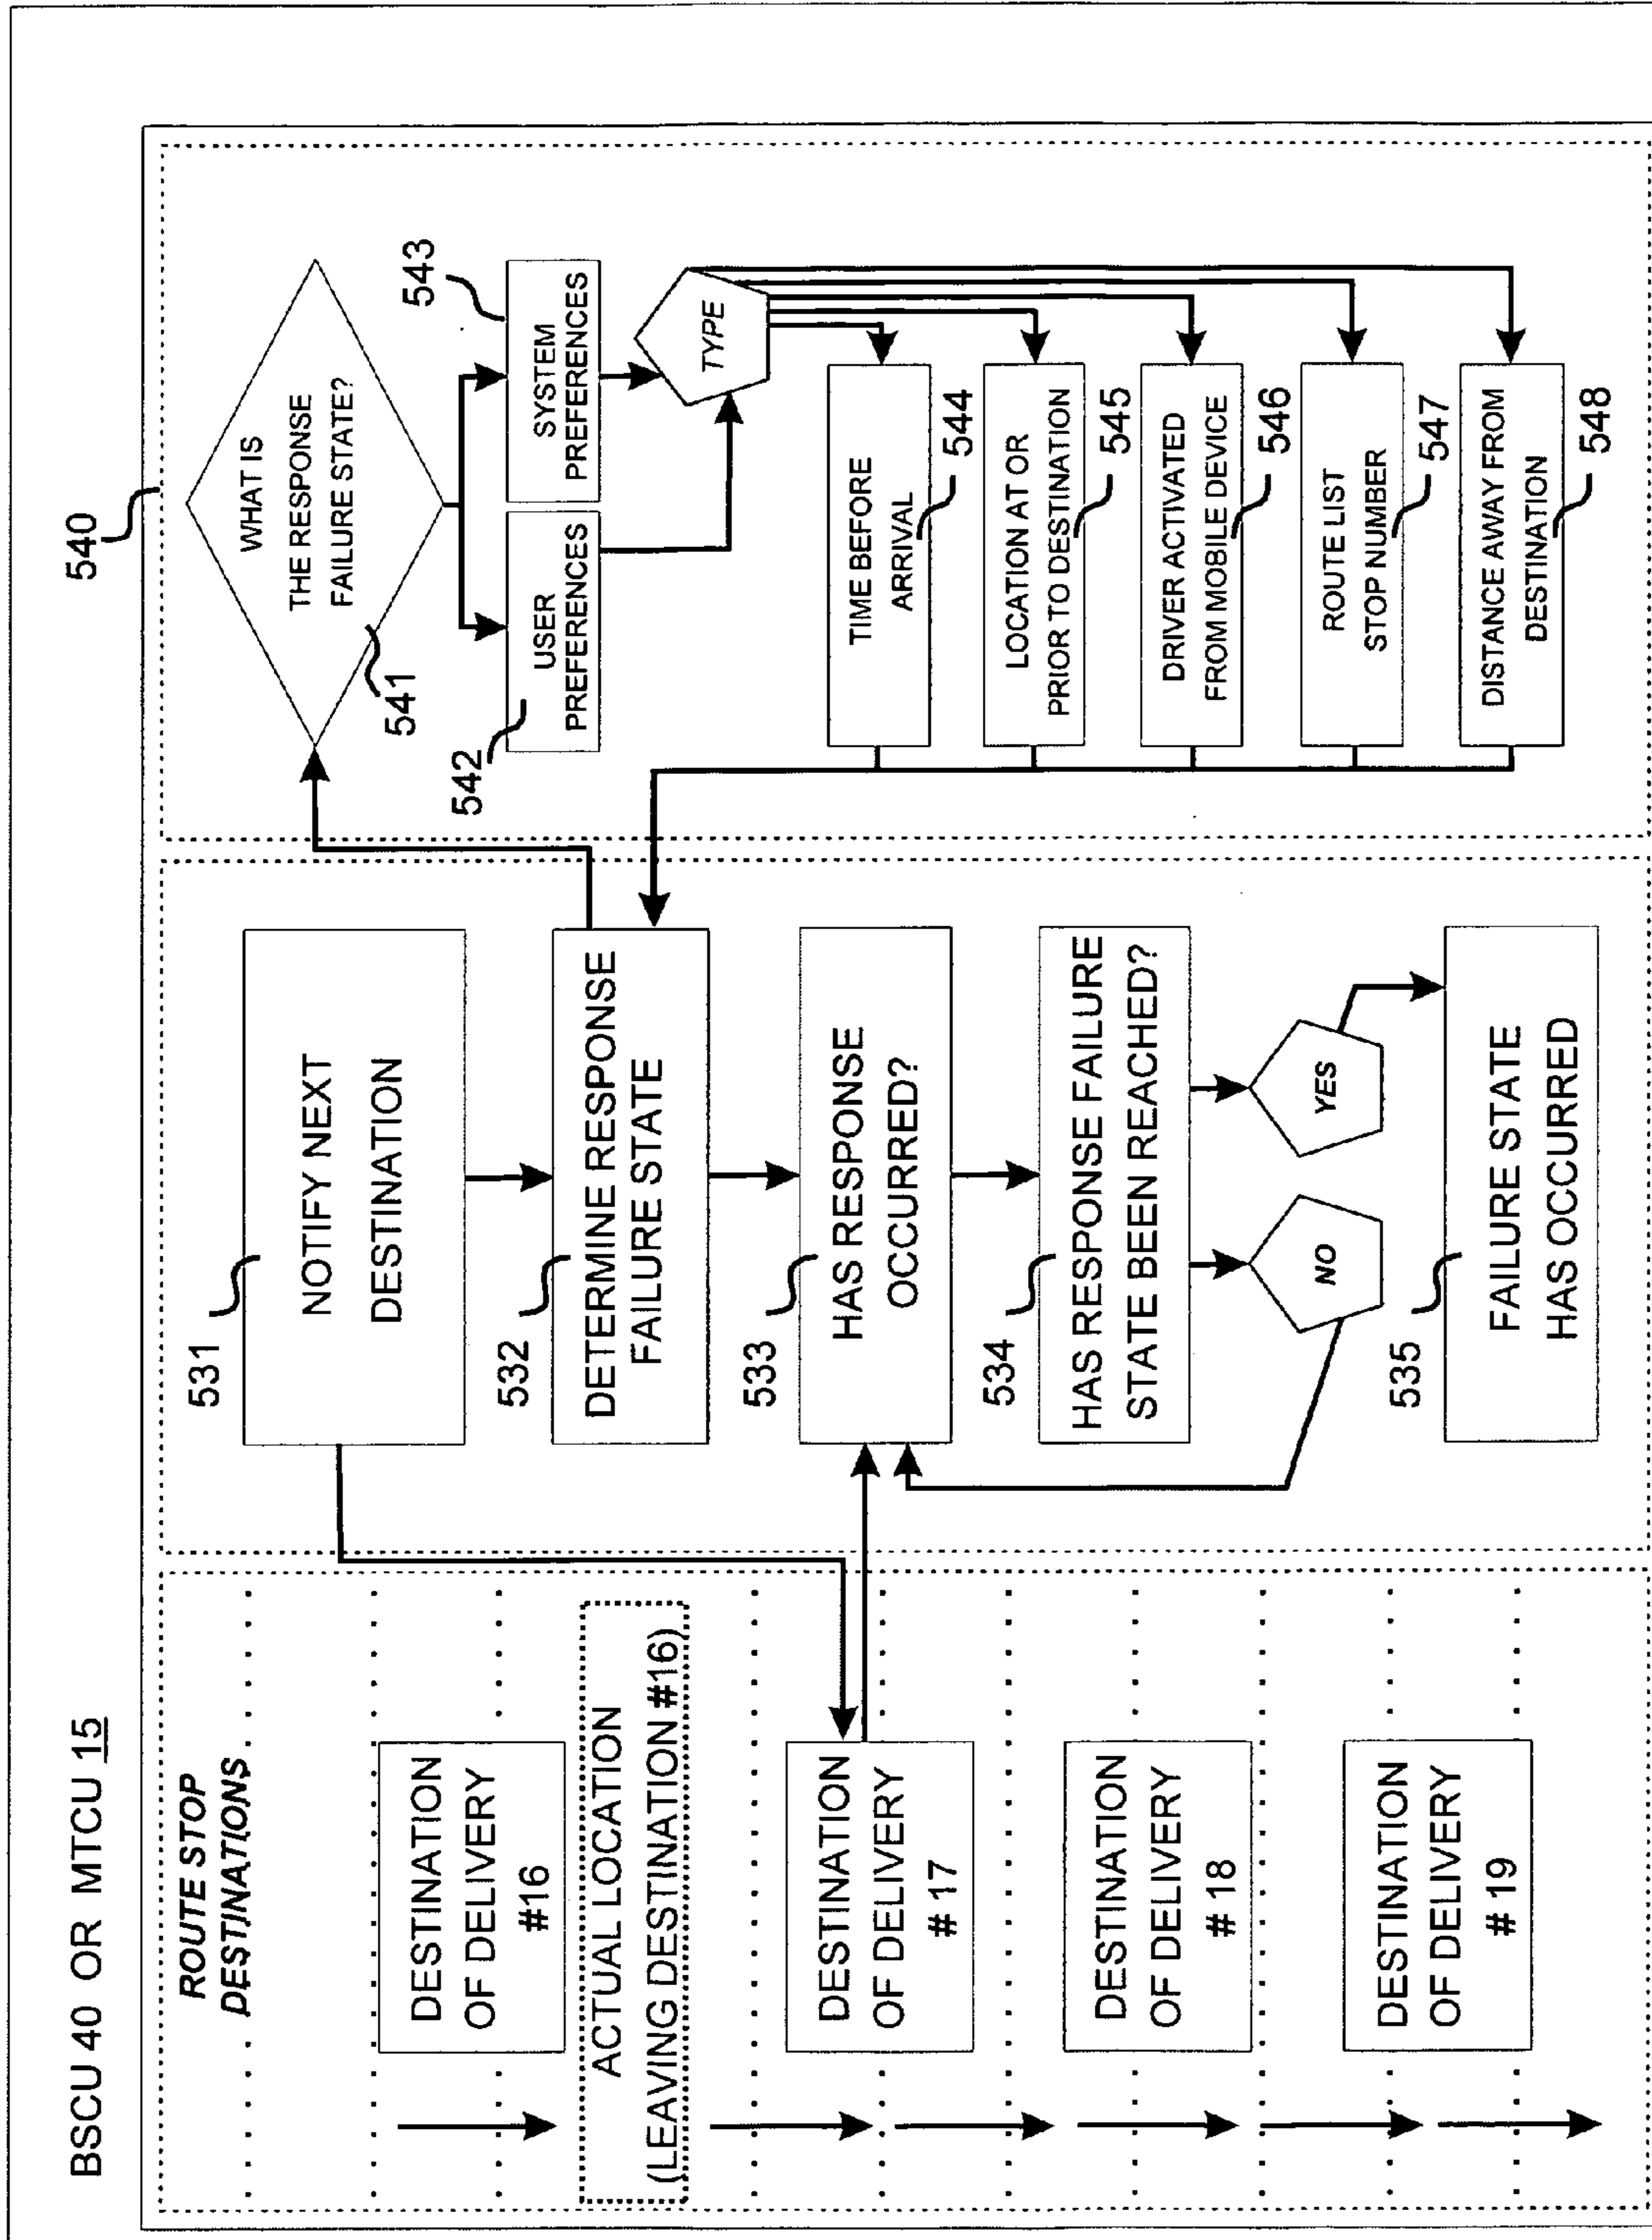 BSCU 40 OR MTCU 15
ROUTE STOP
DESTINATIONS
DESTINATION
OF DELIVERY
#16
ACTUAL LOCATION
(LEAVING DESTINATION #16)
DESTINATION
OF DELIVERY
# 17
DESTINATION
OF DELIVERY
# 18
DESTINATION
OF DELIVERY
# 19
531
NOTIFY NEXT
DESTINATION
532
DETERMINE RESPONSE
FAILURE STATE
533
HAS RESPONSE
OCCURRED?
534
HAS RESPONSE FAILURE
STATE BEEN REACHED?
NO
YES
535
FAILURE STATE
HAS OCCURRED
540
WHAT IS
THE RESPONSE
FAILURE STATE?
541
542
USER
PREFERENCES
543
SYSTEM
PREFERENCES
TYPE
TIME BEFORE
ARRIVAL
544
LOCATION AT OR
PRIOR TO DESTINATION
545
DRIVER ACTIVATED
FROM MOBILE DEVICE
546
ROUTE LIST
STOP NUMBER
547
DISTANCE AWAY FROM
DESTINATION
548